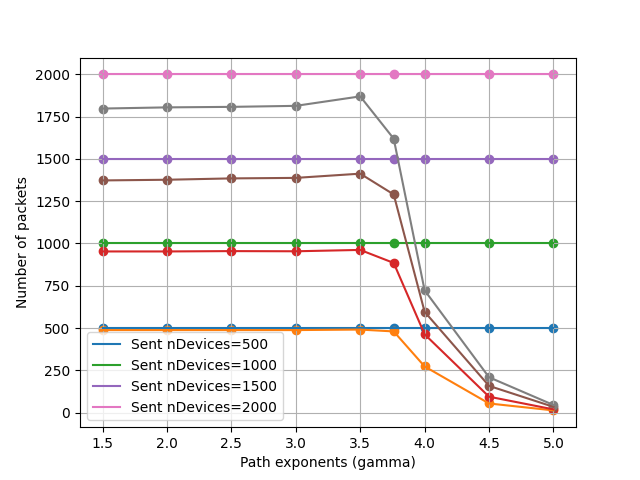 2000
1750
1500
1250
1000
750
500
250
0
Number of packets
Sent nDevices=500
Sent nDevices=1000
Sent nDevices=1500
Sent nDevices=2000
1.5 2.0 2.5 3.0 3.5 4.0 4.5 5.0
Path exponents (gamma)